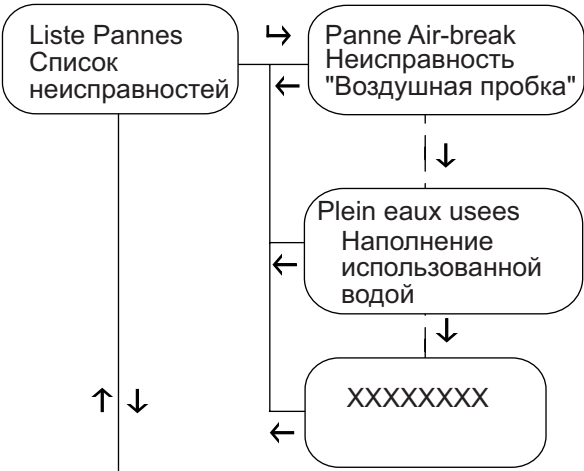 Liste Pannes
Список
неисправностей
Panne Air-break
Неисправность
"Воздушная пробка"
Plein eaux usees
Наполнение
использованной
водой
XXXXXXXX